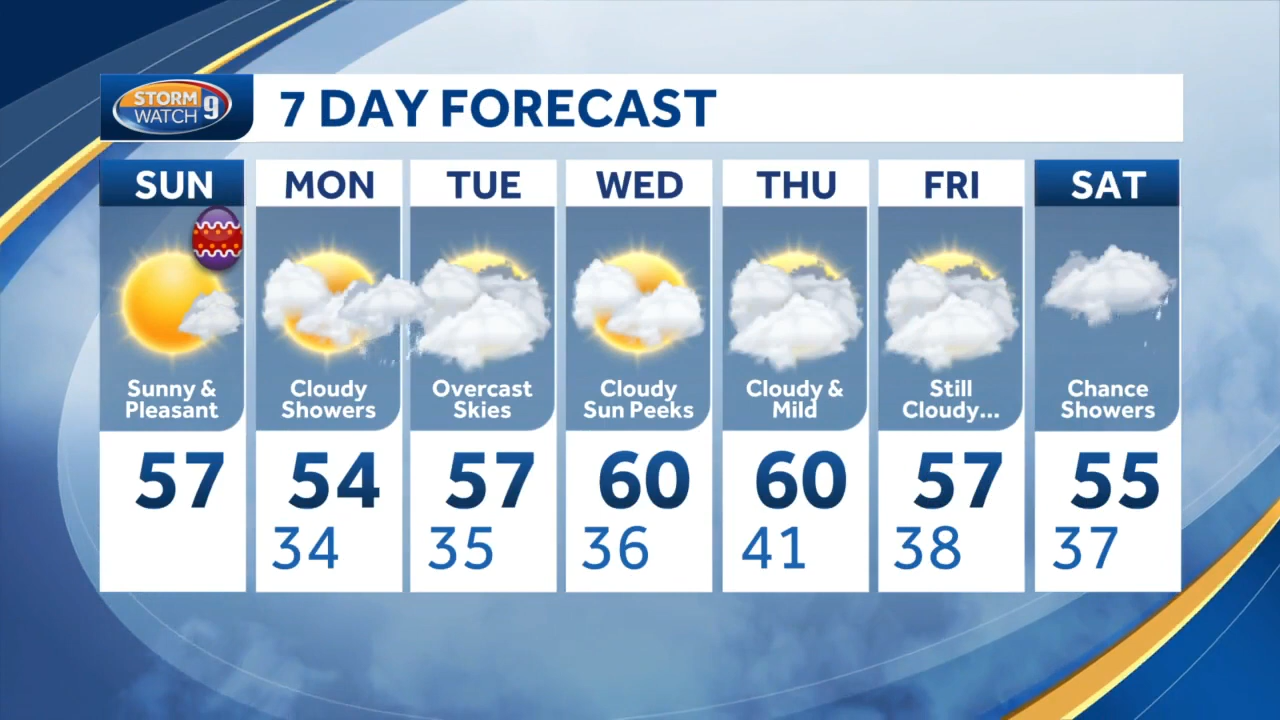 STORM
WATCH 9
7 DAY FORECAST
SUN
MON
TUE
WED
THU
FRI
SAT
Sunny &
Pleasant
Cloudy
Showers
Overcast
Skies
Cloudy
Sun Peeks
Cloudy &
Mild
Still
Cloudy...
Chance
Showers
57
54
57
60
60
57
55
34
35
36
41
38
37